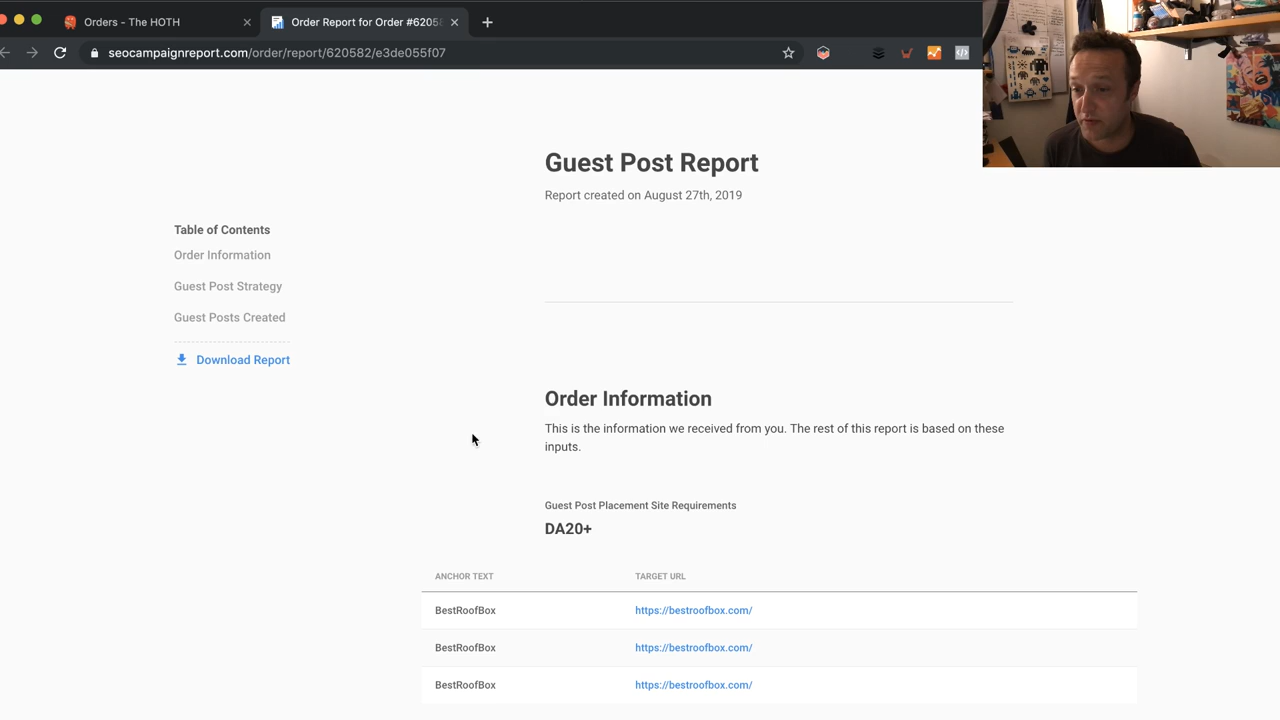 Orders - The HOTH
Order Report for Order #6205
seocampaignreport.com/order/report/620582/e3de055f07
Guest Post Report
Report created on August 27th, 2019
Table of Contents
Order Information
Guest Post Strategy
Guest Posts Created
Download Report
Order Information
This is the information we received from you. The rest of this report is based on these
inputs.
Guest Post Placement Site Requirements
DA20+
ANCHOR TEXT TARGET URL
BestRoofBox https://bestroofbox.com/
BestRoofBox https://bestroofbox.com/
BestRoofBox https://bestroofbox.com/